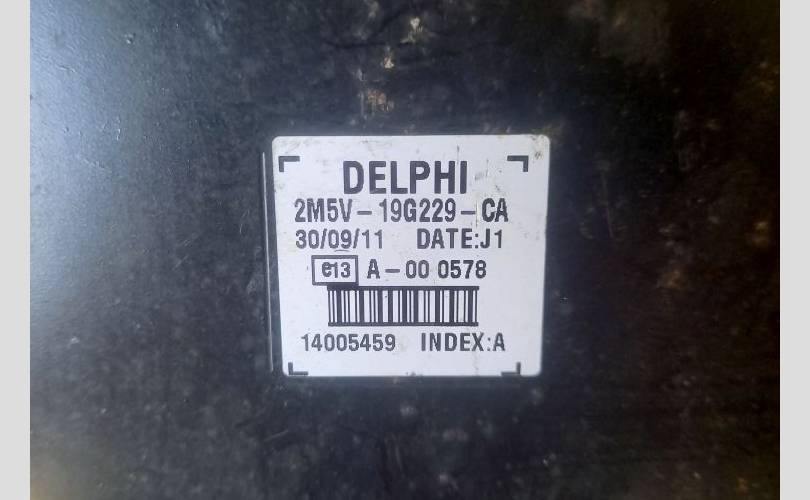 DELPHI
2M5V-19G229-CA
30/09/11 DATE:J1
e13 A-00 0578
14005459 INDEX:A